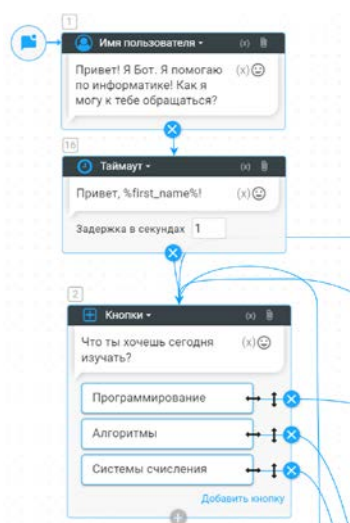 1
Имя пользователя
(x)
Привет! Я Бот. Я помогаю (x)
по информатике! Как я
могу к тебе обращаться?
16
Таймаут
(x)
Привет, %first_name%! (x)
Задержка в секундах 1
2
Кнопки
(x)
Что ты хочешь сегодня (x)
изучать?
Программирование
Алгоритмы
Системы счисления
Добавить кнопку